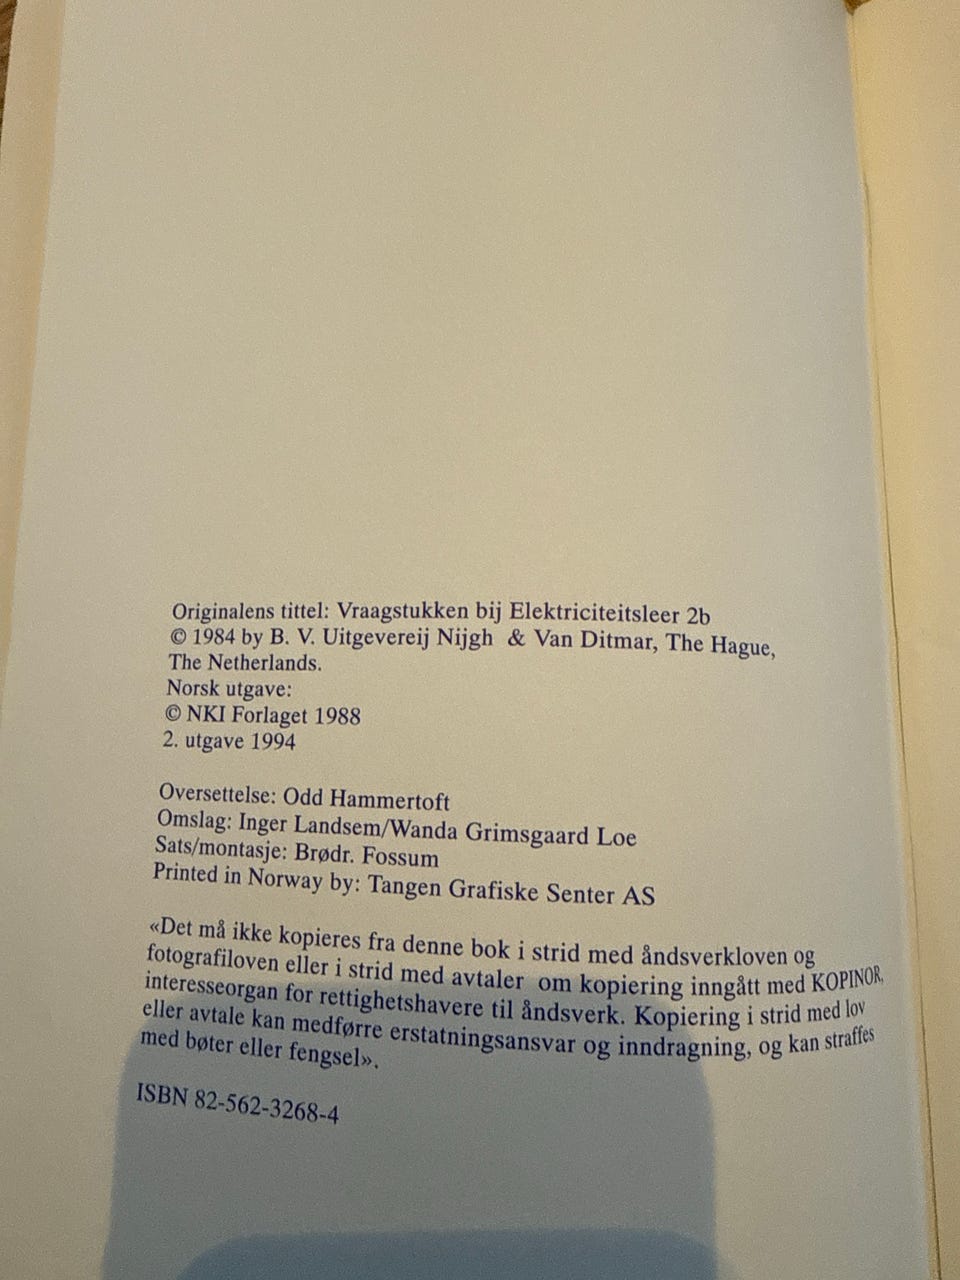 Originalens tittel: Vraagstukken bij Elektriciteitsleer 2b
© 1984 by B. V. Uitgevereij Nijgh & Van Ditmar, The Hague,
The Netherlands.
Norsk utgave:
© NKI Forlaget 1988
2. utgave 1994
Oversettelse: Odd Hammertoft
Omslag: Inger Landsem/Wanda Grimsgaard Loe
Sats/montasje: Brødr. Fossum
Printed in Norway by: Tangen Grafiske Senter AS
«Det må ikke kopieres fra denne bok i strid med åndsverkloven og
fotografiloven eller i strid med avtaler om kopiering inngått med KOPINOR,
interesseorgan for rettighetshavere til åndsverk. Kopiering i strid med lov
eller avtale kan medføre erstatningsansvar og inndragning, og kan straffes
med bøter eller fengsel».
ISBN 82-562-3268-4